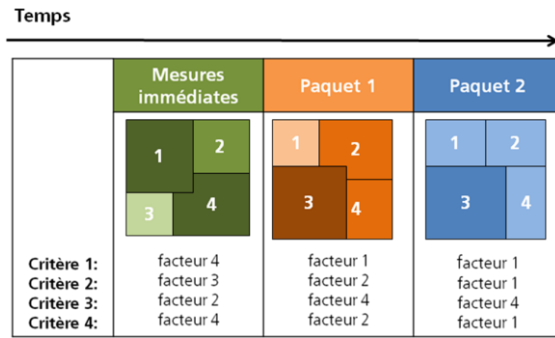 Temps
Mesures immédiates Paquet 1 Paquet 2
1 2 3 4
1 2 3 4
1 2 3 4
Critère 1: facteur 4 facteur 1 facteur 1
Critère 2: facteur 3 facteur 2 facteur 1
Critère 3: facteur 2 facteur 4 facteur 4
Critère 4: facteur 4 facteur 2 facteur 1